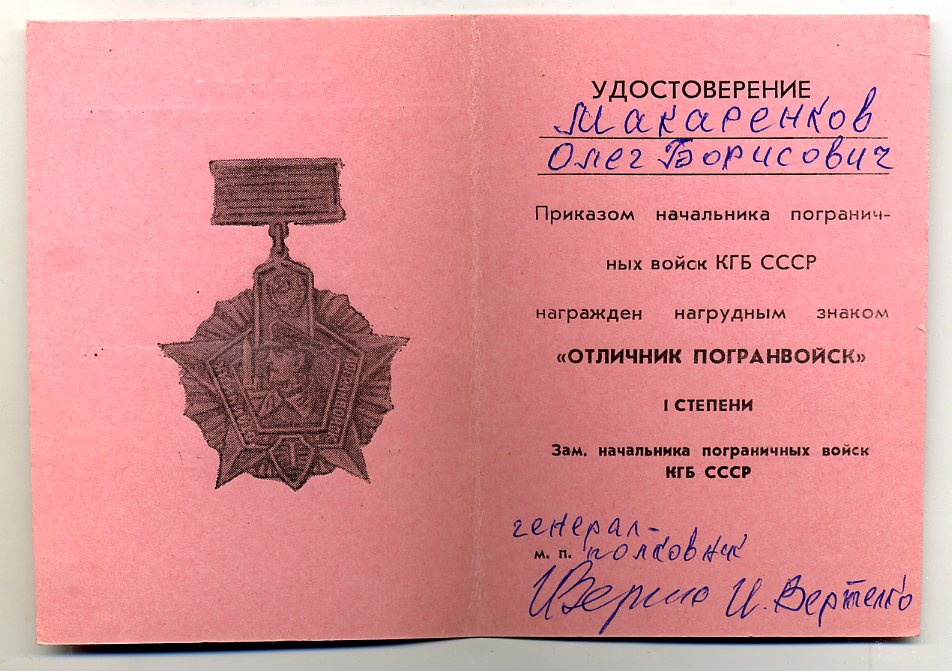 УДОСТОВЕРЕНИЕ
Макаренков
Олег Борисович
Приказом начальника погранич-
ных войск КГБ СССР
награжден нагрудным знаком
«ОТЛИЧНИК ПОГРАНВОЙСК»
I СТЕПЕНИ
Зам. начальника пограничных войск
КГБ СССР
генерал-
м. п. полковник
И. Вертелко